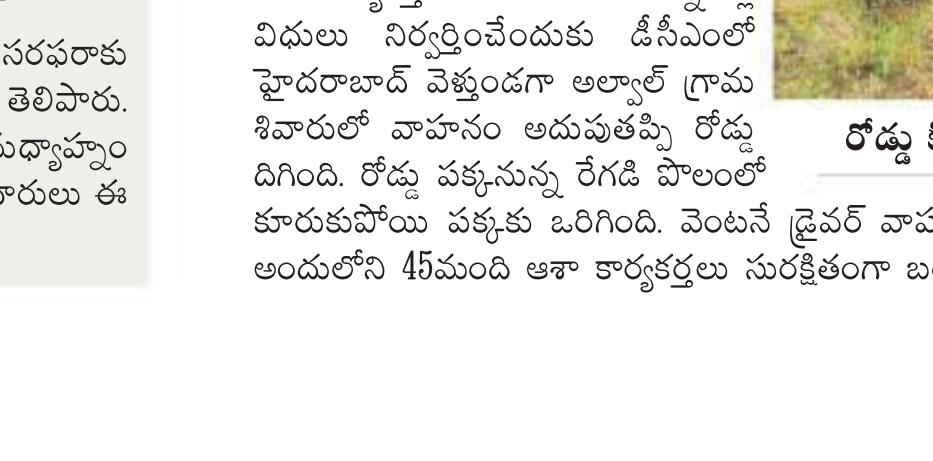 సరఫరాకు
తెలిపారు.
మధ్యాహ్నం
ఈ
విధులు నిర్వర్తించేందుకు డీసీఎంలో
హైదరాబాద్ వెళ్తుండగా అల్వాల్ గ్రామ
శివారులో వాహనం అదుపుతప్పి రోడ్డు
దిగింది. రోడ్డు పక్కనున్న రేగడి పొలంలో
కూరుకుపోయి పక్కకు ఒరిగింది. వెంటనే డ్రైవర్
అందులోని 45మంది ఆశా కార్యకర్తలు సురక్షితంగా
రోడ్డు